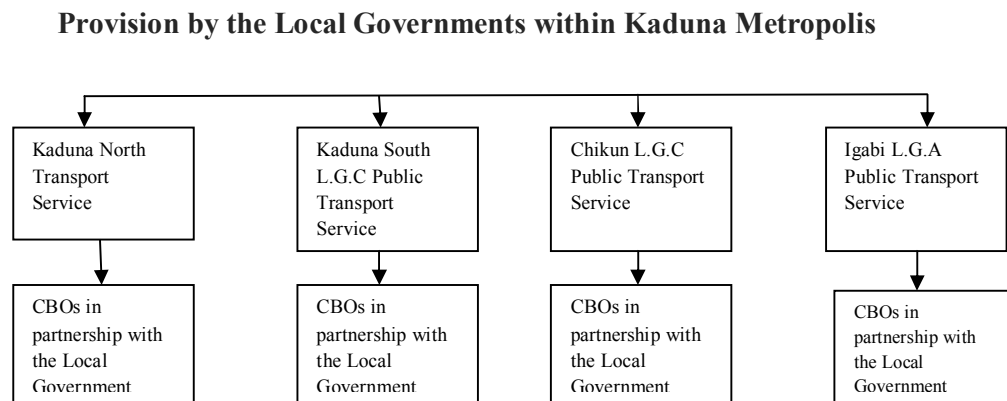 Provision by the Local Governments within Kaduna Metropolis
Kaduna North
Transport
Service
Kaduna South
L.G.C Public
Transport
Service
Chikun L.G.C
Public Transport
Service
Igabi L.G.A
Public Transport
Service
CBOs in
partnership with
the Local
Government
CBOs in
partnership with
the Local
Government
CBOs in
partnership with
the Local
Government
CBOs in
partnership with
the Local
Government